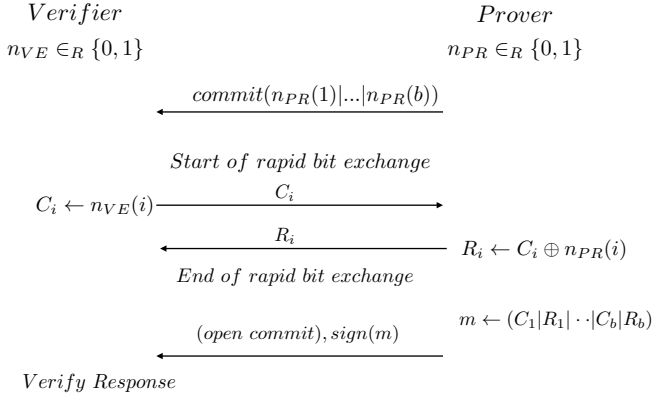 Verifier
Prover
n_{VE} ∈_R {0, 1}
n_{PR} ∈_R {0, 1}
commit(n_{PR}(1)|...|n_{PR}(b))
Start of rapid bit exchange
C_i ← n_{VE}(i)
C_i
R_i
R_i ← C_i ⊕ n_{PR}(i)
End of rapid bit exchange
m ← (C_1|R_1| · ·|C_b|R_b)
(open commit), sign(m)
Verify Response